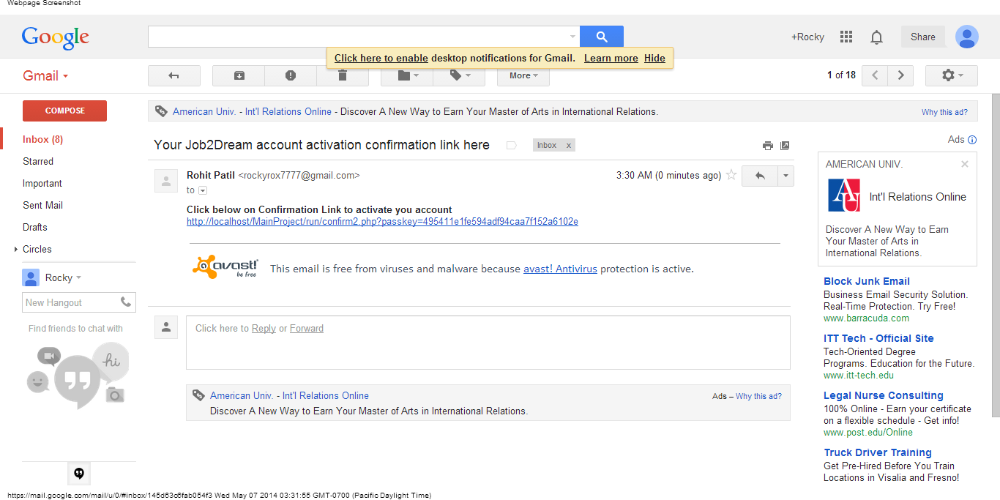 Webpage Screenshot
Google
+Rocky
Share
Click here to enable desktop notifications for Gmail. Learn more Hide
Gmail
More
1 of 18
COMPOSE
American Univ. - Int'l Relations Online - Discover A New Way to Earn Your Master of Arts in International Relations.
Why this ad?
Inbox (8)
Starred
Important
Sent Mail
Drafts
Circles
Rocky
New Hangout
Find friends to chat with
hi
Your Job2Dream account activation confirmation link here
Inbox x
Rohit Patil <rockyrox7777@gmail.com>
3:30 AM (0 minutes ago)
to
Click below on Confirmation Link to activate you account
http://localhost/MainProject/run/confirm2.php?passkey=495411e1fe594adf94caa7f152a6102e
avast!
be free
This email is free from viruses and malware because avast! Antivirus protection is active.
Click here to Reply or Forward
American Univ. - Int'l Relations Online
Ads – Why this ad?
Discover A New Way to Earn Your Master of Arts in International Relations.
Ads
AMERICAN UNIV.
AU
Int'l Relations Online
Discover A New Way to Earn
Your Master of Arts in
International Relations.
Block Junk Email
Business Email Security Solution.
Real-Time Protection. Try Free!
www.barracuda.com
ITT Tech - Official Site
Tech-Oriented Degree
Programs. Education for the Future.
www.itt-tech.edu
Legal Nurse Consulting
100% Online - Earn your certificate
on a flexible schedule - Get info!
www.post.edu/Online
Truck Driver Training
Get Pre-Hired Before You Train
Locations in Visalia and Fresno!
https://mail.google.com/mail/u/0/#inbox/145d63c6fab054f3 Wed May 07 2014 03:31:55 GMT-0700 (Pacific Daylight Time)